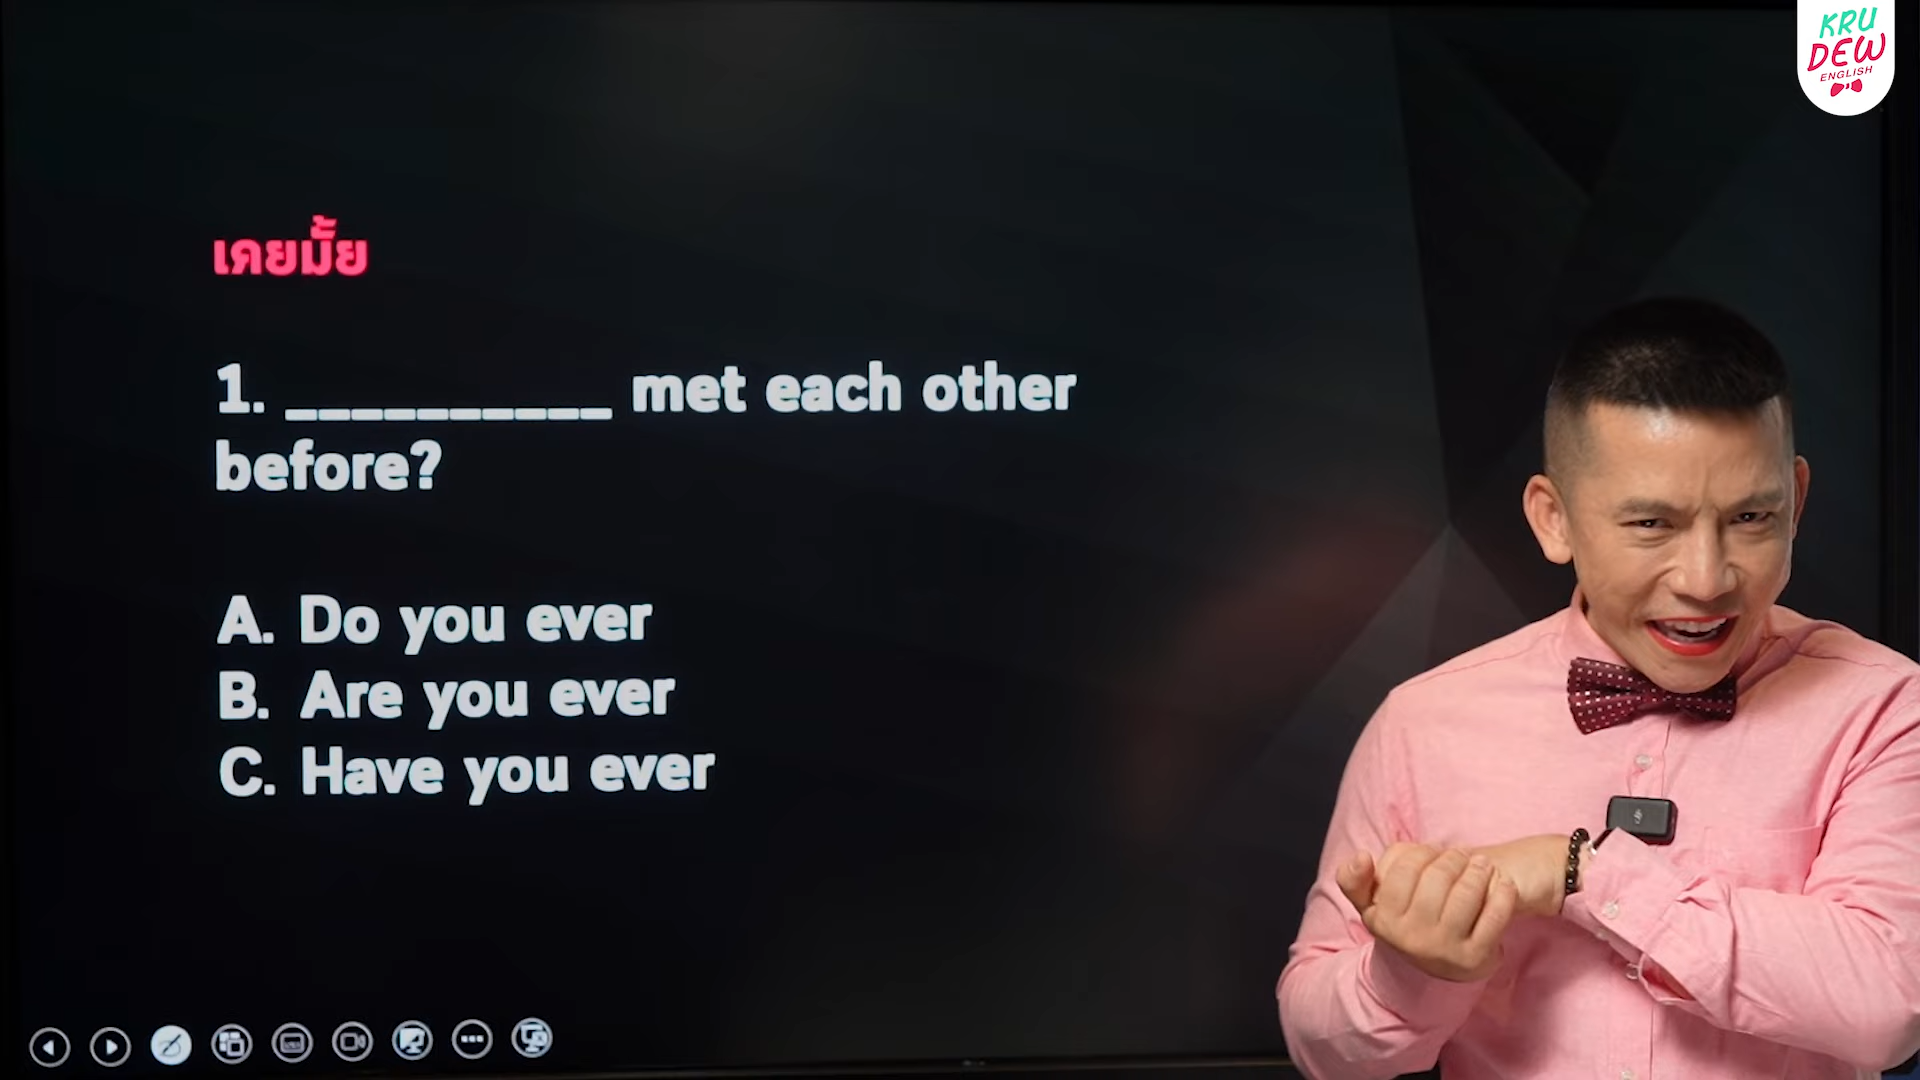 KRU
DEW
ENGLISH
เคยมั้ย
1. __________ met each other
before?
A. Do you ever
B. Are you ever
C. Have you ever